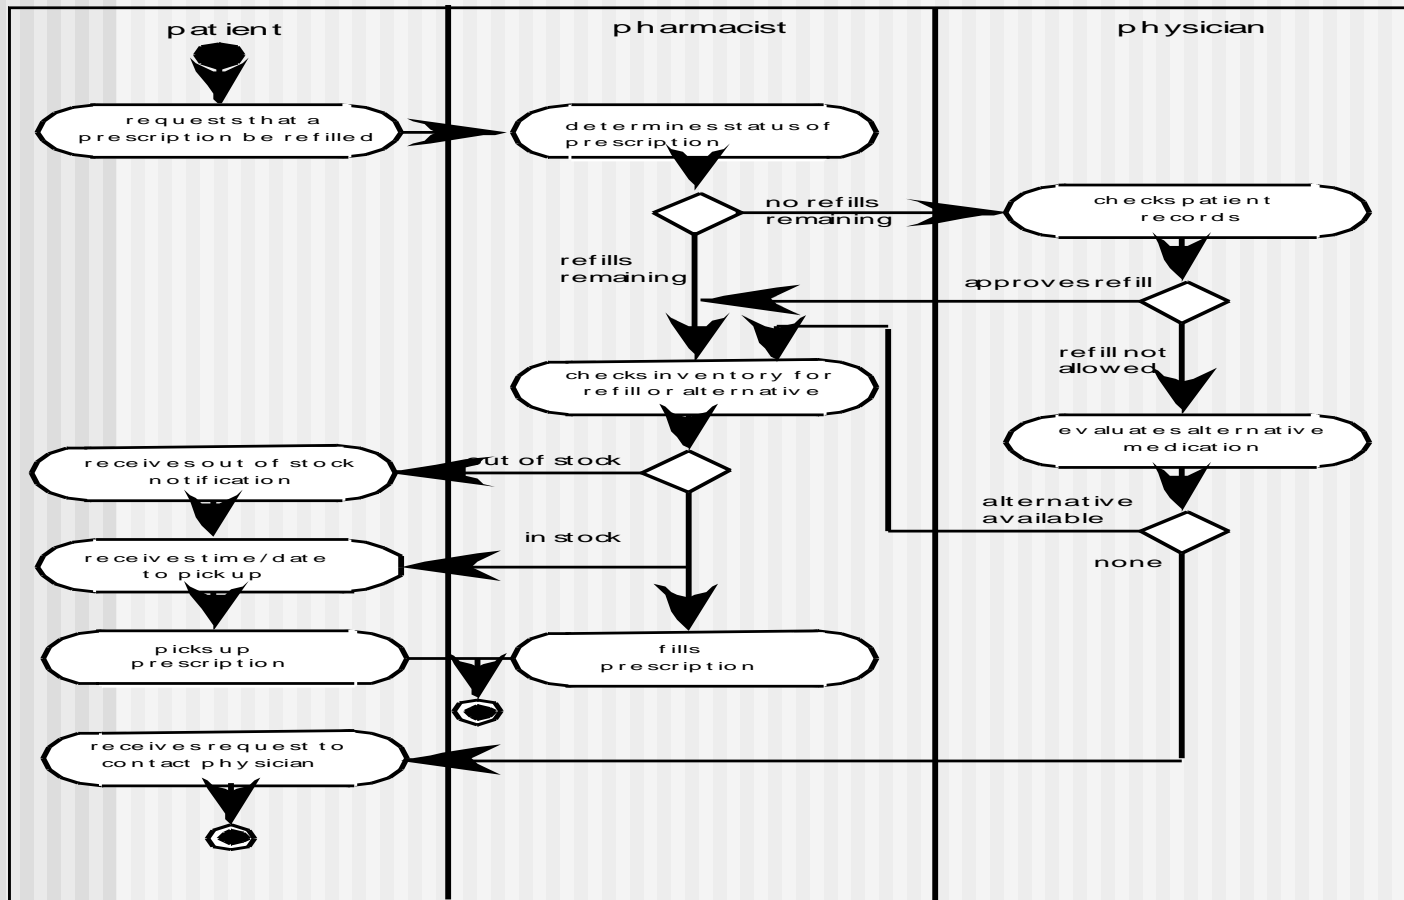 patient
pharmacist
physician
requests that a
prescription be refilled
determines status of
prescription
no refills
remaining
checks patient
records
refills
remaining
approves refill
refill not
allowed
checks inventory for
refill or alternative
evaluates alternative
medication
receives out of stock
notification
out of stock
alternative
available
in stock
none
receives time/date
to pick up
picks up
prescription
fills
prescription
receives request to
contact physician